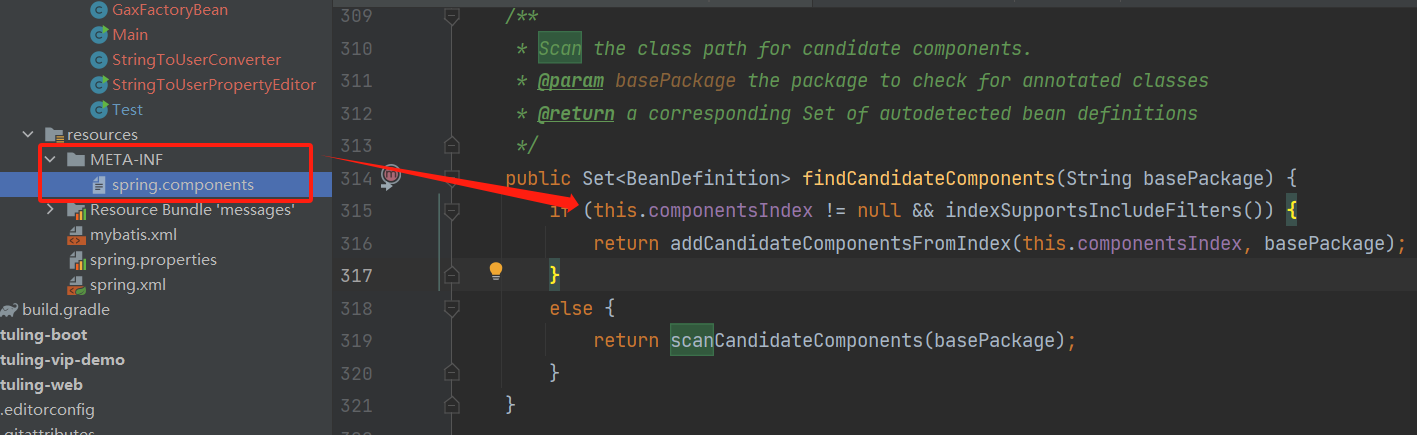 GaxFactoryBean
Main
StringToUserConverter
StringToUserPropertyEditor
Test
resources
META-INF
spring.components
Resource Bundle 'messages'
mybatis.xml
spring.properties
spring.xml
build.gradle
tuling-boot
tuling-vip-demo
tuling-web
.editorconfig
.gitattributes
309 /**
310 * Scan the class path for candidate components.
311 * @param basePackage the package to check for annotated classes
312 * @return a corresponding Set of autodetected bean definitions
313 */
314 public Set<BeanDefinition> findCandidateComponents(String basePackage) {
315 if (this.componentsIndex != null && indexSupportsIncludeFilters()) {
316 return addCandidateComponentsFromIndex(this.componentsIndex, basePackage);
317 }
318 else {
319 return scanCandidateComponents(basePackage);
320 }
321 }